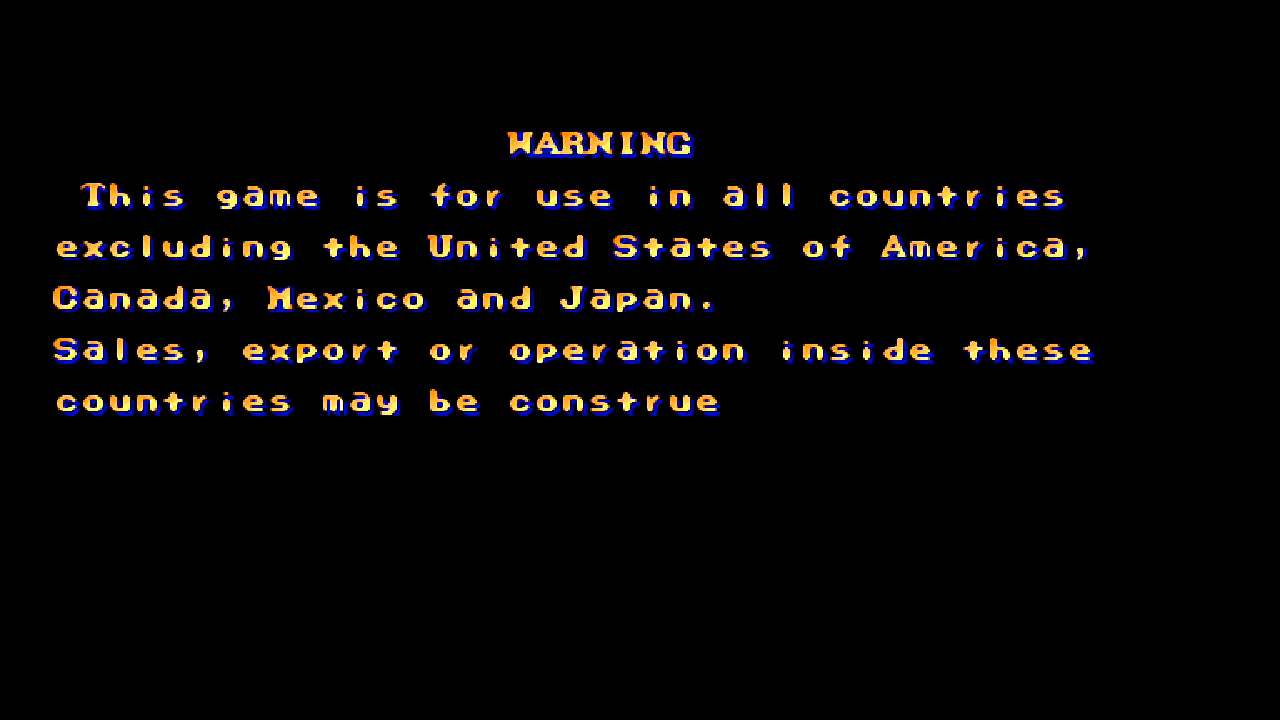 WARNING
This game is for use in all countries
excluding the United States of America,
Canada, Mexico and Japan.
Sales, export or operation inside these
countries may be construe